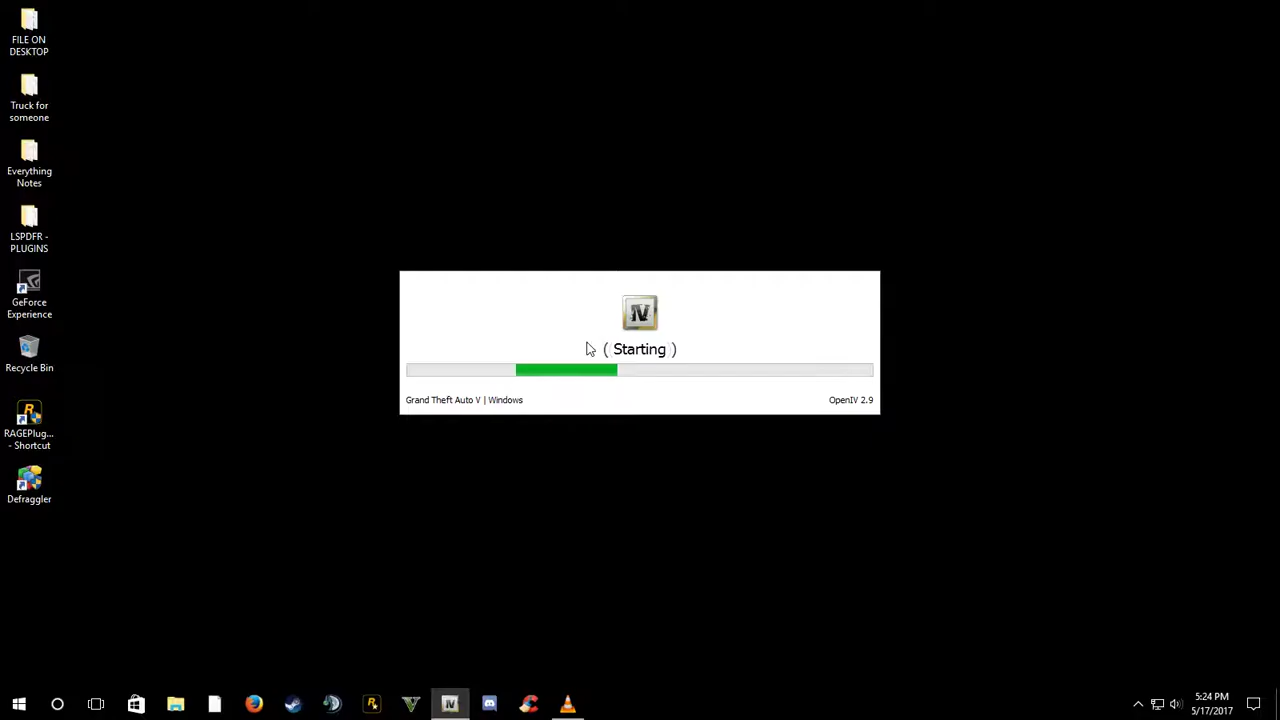 FILE ON
DESKTOP
Truck for
someone
Everything
Notes
LSPDFR -
PLUGINS
GeForce
Experience
Recycle Bin
RAGEPlug...
- Shortcut
Defraggler
IV
( Starting )
Grand Theft Auto V | Windows
OpenIV 2.9
5:24 PM
5/17/2017